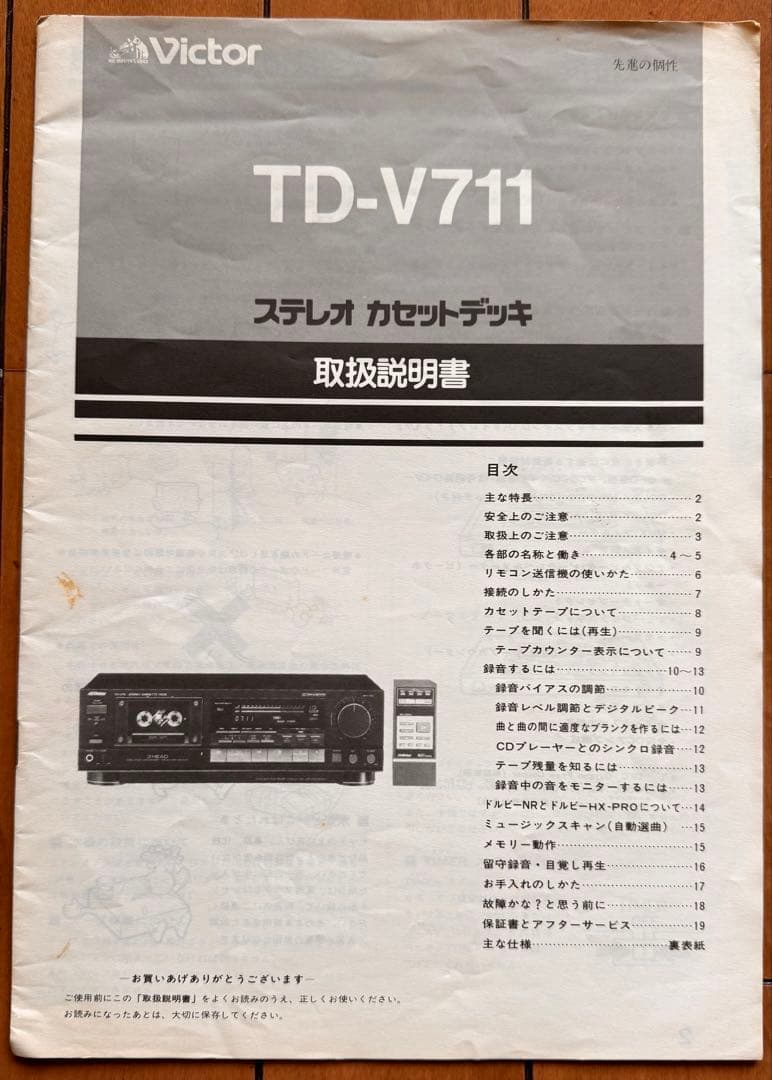 Victor
先進の個性
TD-V711
ステレオ カセットデッキ
取扱説明書
目次
主な特長 2
安全上のご注意 2
取扱上のご注意 3
各部の名称と働き 4～5
リモコン送信機の使いかた 6
接続のしかた 7
カセットテープについて 8
テープを聞くには(再生) 9
テープカウンター表示について 9
録音するには 10～13
録音バイアスの調節 10
録音レベル調節とデジタルピーク 11
曲と曲の間に適度なブランクを作るには 12
CDプレーヤーとのシンクロ録音 12
テープ残量を知るには 13
録音中の音をモニターするには 13
ドルビーNRとドルビーHX-PROについて 14
ミュージックスキャン(自動選曲) 15
メモリー動作 15
留守録音・目覚し再生 16
お手入れのしかた 17
故障かな？と思う前に 18
保証書とアフターサービス 19
主な仕様 裏表紙
3HEAD
—お買いあげありがとうございます—
ご使用前にこの「取扱説明書」をよくお読みのうえ、正しくお使いください。
お読みになったあとは、大切に保存してください。